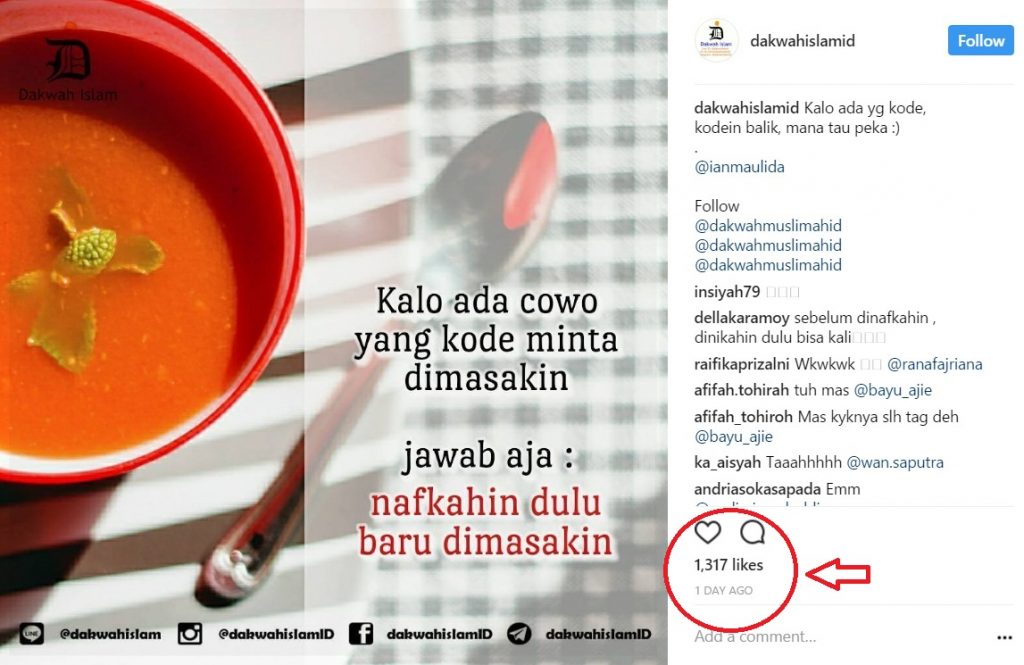 D
Dakwah Islam
Kalo ada cowo
yang kode minta
dimasakin
jawab aja :
nafkahin dulu
baru dimasakin
LINE
@dakwahislam
@dakwahislamID
dakwahislamID
dakwahislamID
D
Dakwah Islam
dakwahislamid
Follow
dakwahislamid Kalo ada yg kode,
kodein balik, mana tau peka :)
.
@ianmaulida
Follow
@dakwahmuslimahid
@dakwahmuslimahid
@dakwahmuslimahid
insiyah79 □□□
dellakaramoy sebelum dinafkahin ,
dinikahin dulu bisa kali□□□
raifikaprizalni Wkwkwk □□ @ranafajriana
afifah.tohirah tuh mas @bayu_ajie
afifah_tohiroh Mas kyknya slh tag deh
@bayu_ajie
ka_aisyah Taaahhhhh @wan.saputra
andriasokasapada Emm
1,317 likes
1 DAY AGO
Add a comment...